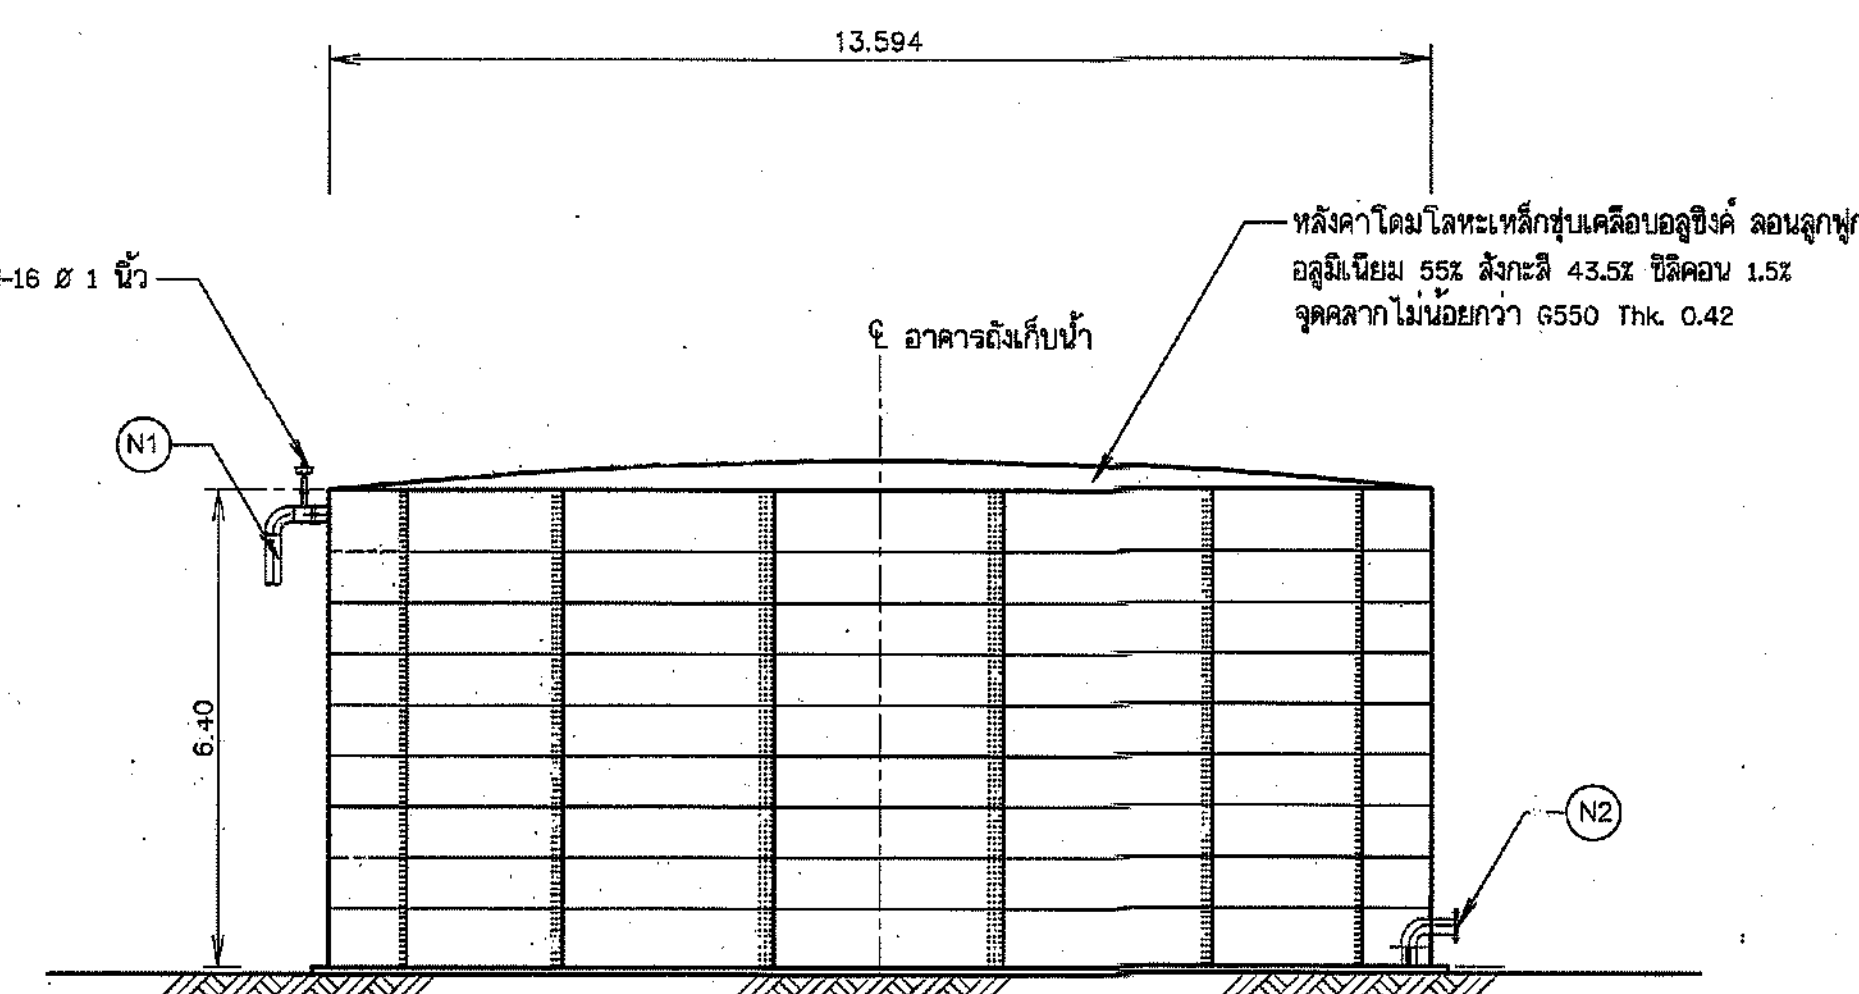 13.594
หลังคาโดมโลหะเหล็กชุบเคลือบอลูซิงค์ ลอนลูกฟูก
อลูมิเนียม 55% สังกะสี 43.5% ซิลิคอน 1.5%
จุดคลากไม่น้อยกว่า G550 Thk. 0.42
-16 Ø 1 นิ้ว
℄ อาคารถังเก็บน้ำ
N1
6.40
N2